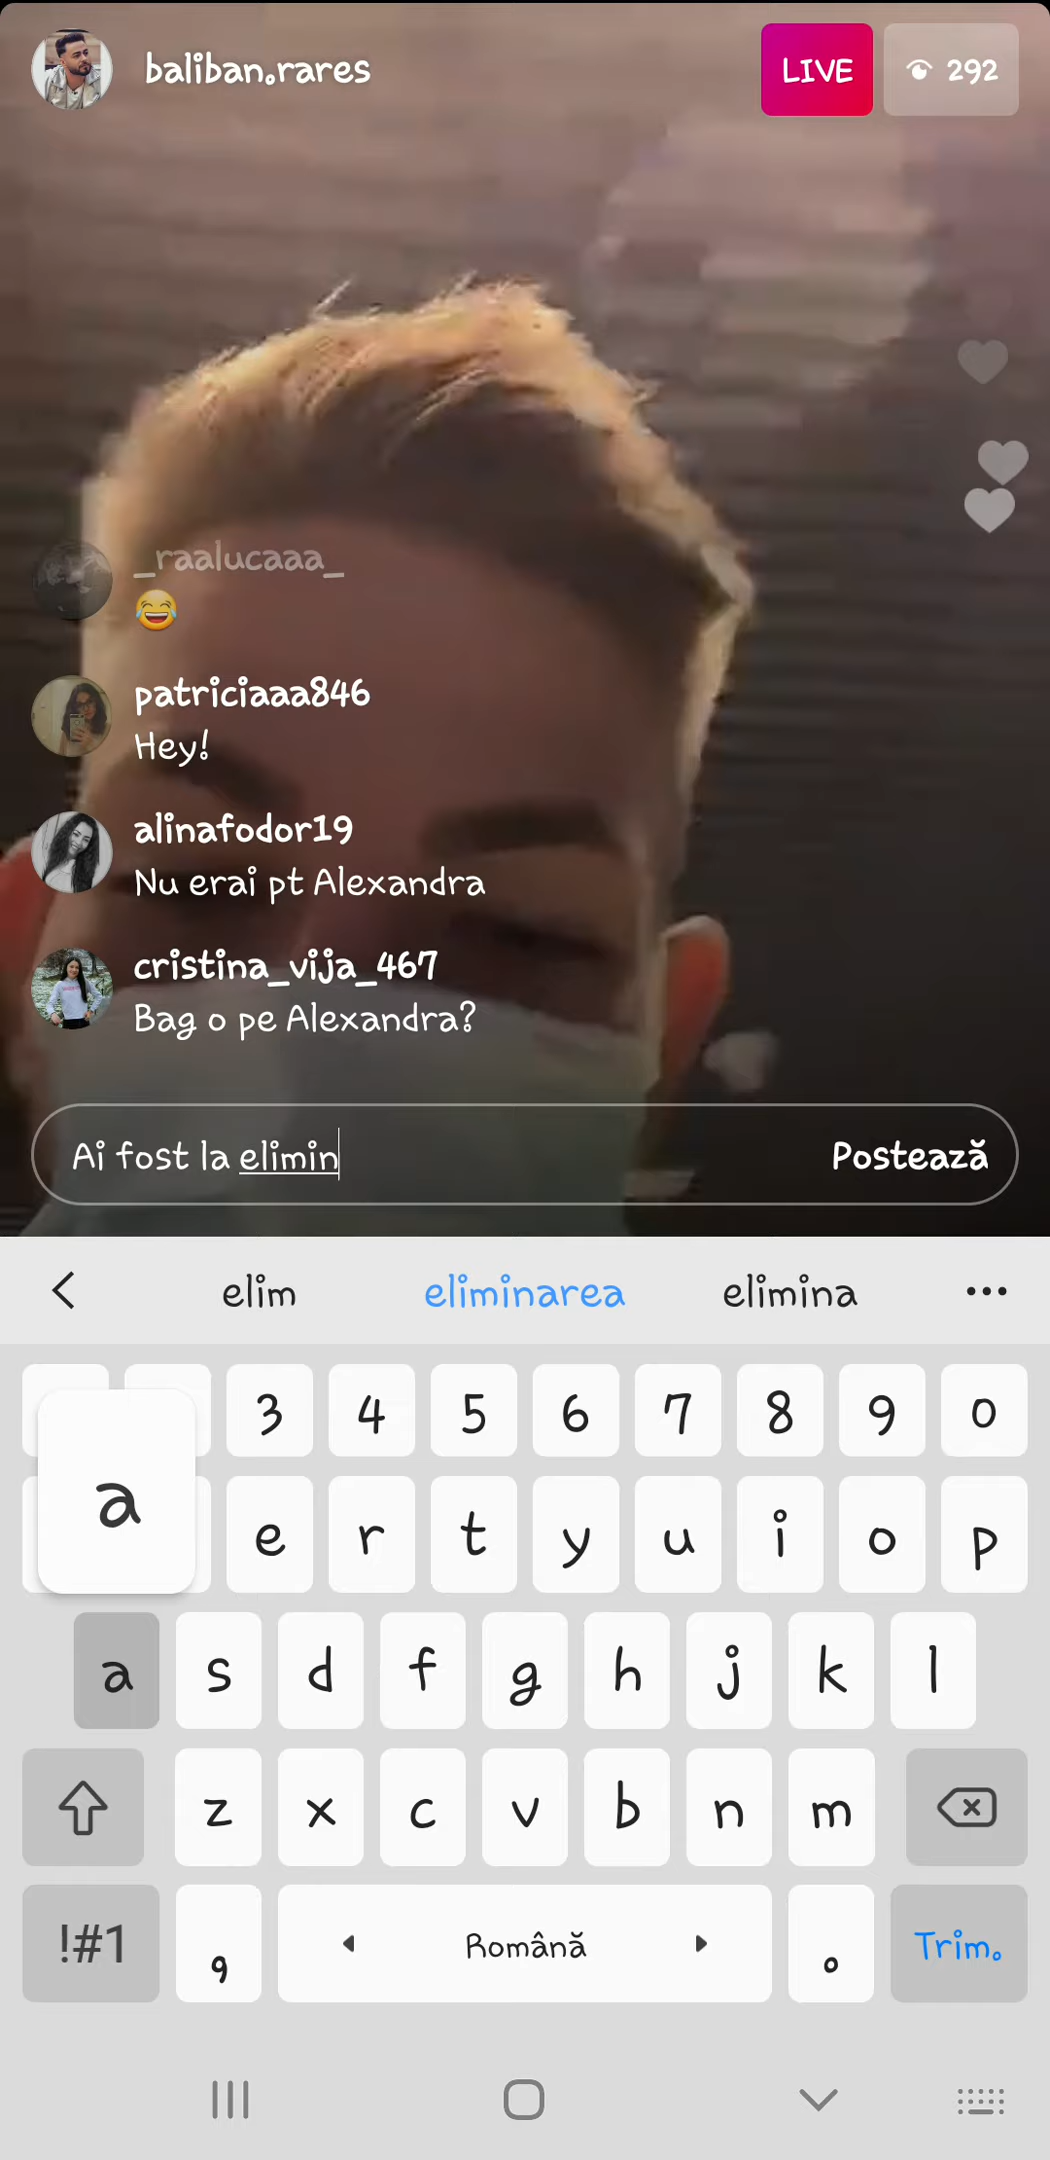 baliban.rares
LIVE
292
_raalucaaa_
😂
patriciaaa846
Hey!
alinafodor19
Nu erai pt Alexandra
cristina_vija_467
Bag o pe Alexandra?
Ai fost la elimin
Postează
elim eliminarea elimina
3 4 5 6 7 8 9 0
a
e r t y u i o p
a s d f g h j k l
z x c v b n m
!#1 , Română . Trim.